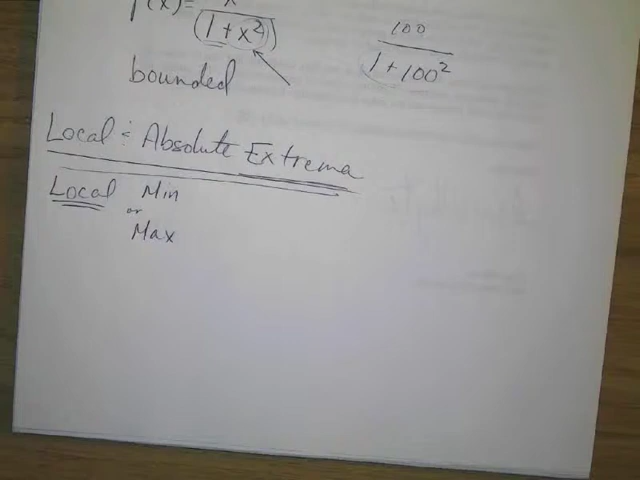 (x) = x
(1 + x²)
100
1 + 100²
bounded
Local & Absolute Extrema
Local Min
or
Max